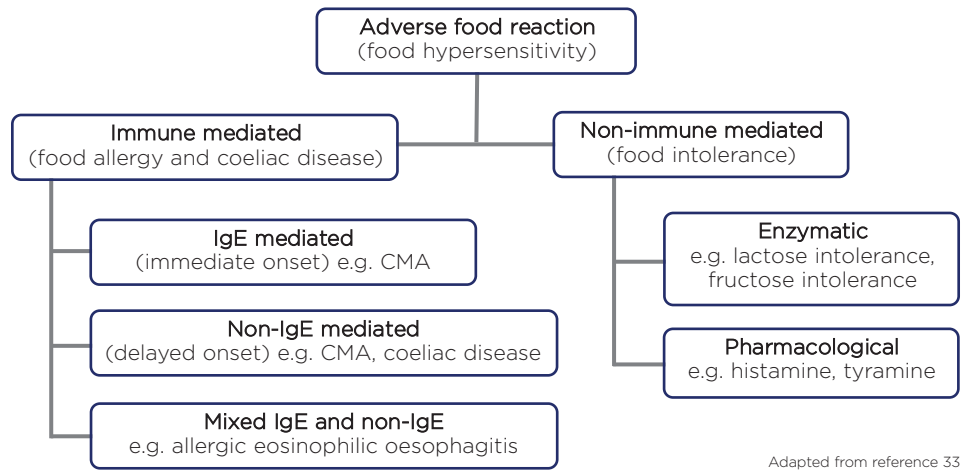 Adverse food reaction
(food hypersensitivity)
Immune mediated
(food allergy and coeliac disease)
Non-immune mediated
(food intolerance)
IgE mediated
(immediate onset) e.g. CMA
Non-IgE mediated
(delayed onset) e.g. CMA, coeliac disease
Mixed IgE and non-IgE
e.g. allergic eosinophilic oesophagitis
Enzymatic
e.g. lactose intolerance,
fructose intolerance
Pharmacological
e.g. histamine, tyramine
Adapted from reference 33